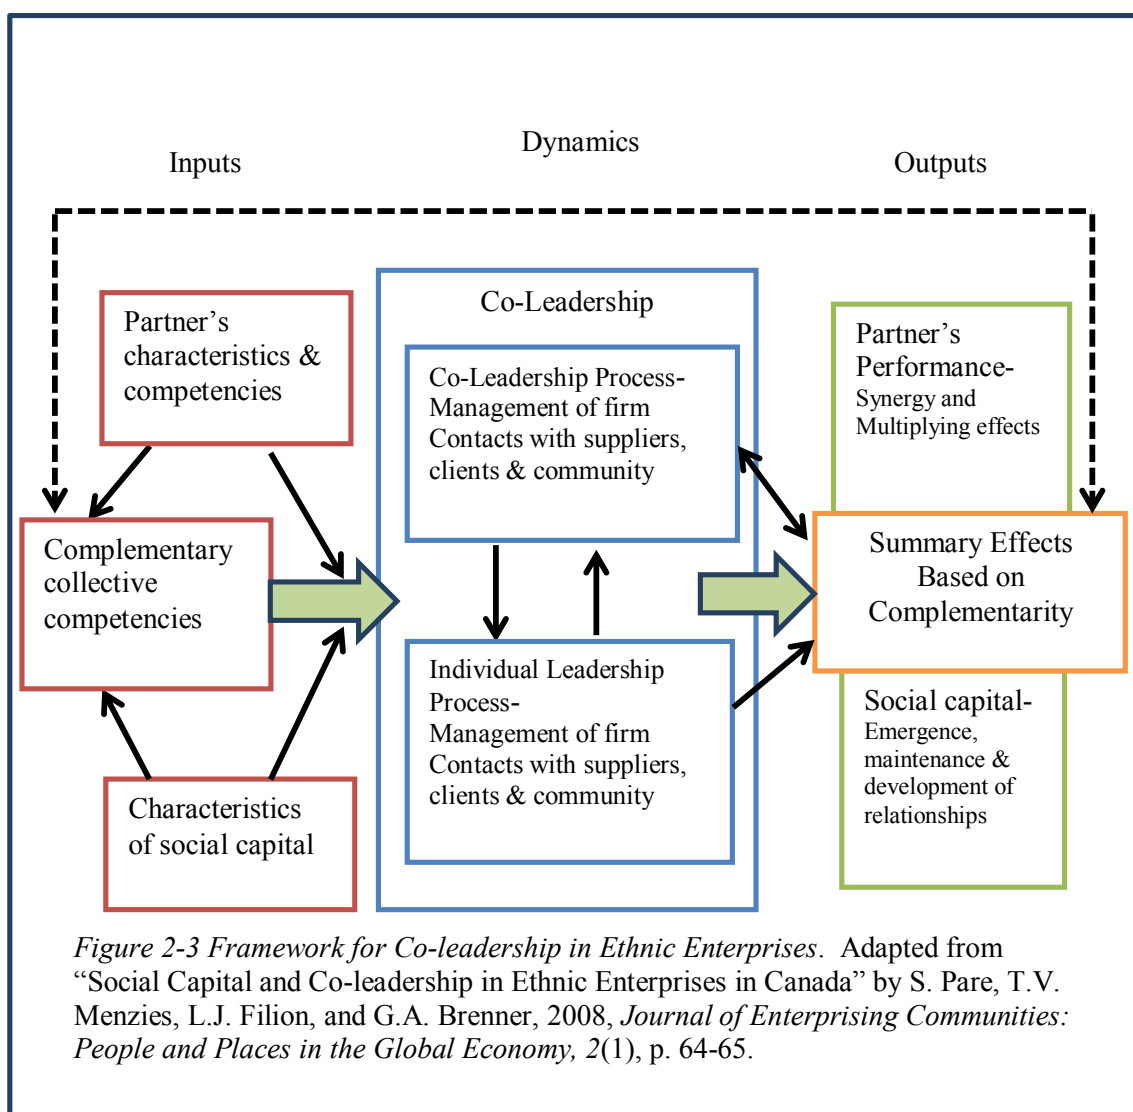 Dynamics
Inputs
Outputs
Co-Leadership
Partner’s
characteristics &
competencies
Complementary
collective
competencies
Characteristics
of social capital
Co-Leadership Process-
Management of firm
Contacts with suppliers,
clients & community
Individual Leadership
Process-
Management of firm
Contacts with suppliers,
clients & community
Partner’s
Performance-
Synergy and
Multiplying effects
Summary Effects
Based on
Complementarity
Social capital-
Emergence,
maintenance &
development of
relationships
Figure 2-3 Framework for Co-leadership in Ethnic Enterprises. Adapted from
“Social Capital and Co-leadership in Ethnic Enterprises in Canada” by S. Pare, T.V.
Menzies, L.J. Filion, and G.A. Brenner, 2008, Journal of Enterprising Communities:
People and Places in the Global Economy, 2(1), p. 64-65.